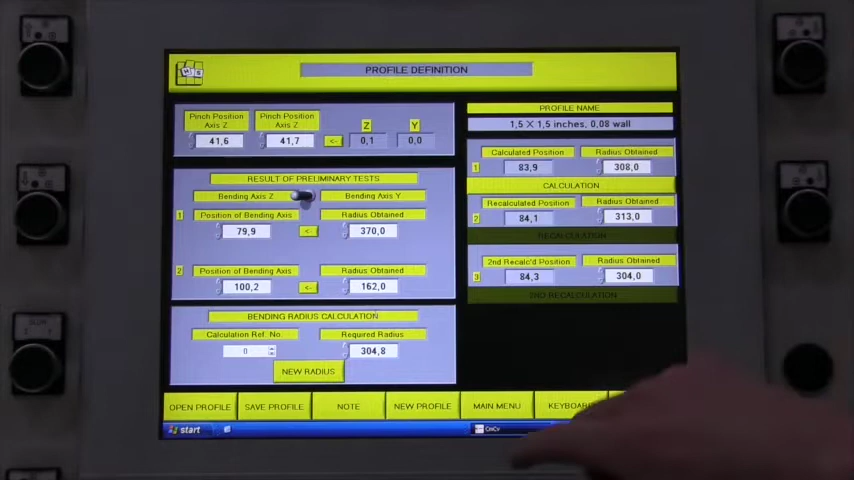 HTG
PROFILE DEFINITION
Pinch Position
Axis Z
Pinch Position
Axis Z
Z
Y
41,6
41,7
<-
0,1
0,0
PROFILE NAME
1,5 X 1,5 inches, 0,08 wall
RESULT OF PRELIMINARY TESTS
Bending Axis Z
Bending Axis Y
1
Position of Bending Axis
Radius Obtained
79,9
<-
370,0
2
Position of Bending Axis
Radius Obtained
100,2
<-
162,0
1
Calculated Position
Radius Obtained
83,9
308,0
CALCULATION
2
Recalculated Position
Radius Obtained
84,1
313,0
RECALCULATION
3
2nd Recalc'd Position
Radius Obtained
84,3
304,0
2ND RECALCULATION
BENDING RADIUS CALCULATION
Calculation Ref. No.
Required Radius
0
304,8
NEW RADIUS
OPEN PROFILE
SAVE PROFILE
NOTE
NEW PROFILE
MAIN MENU
KEYBOARD
start
CmCv